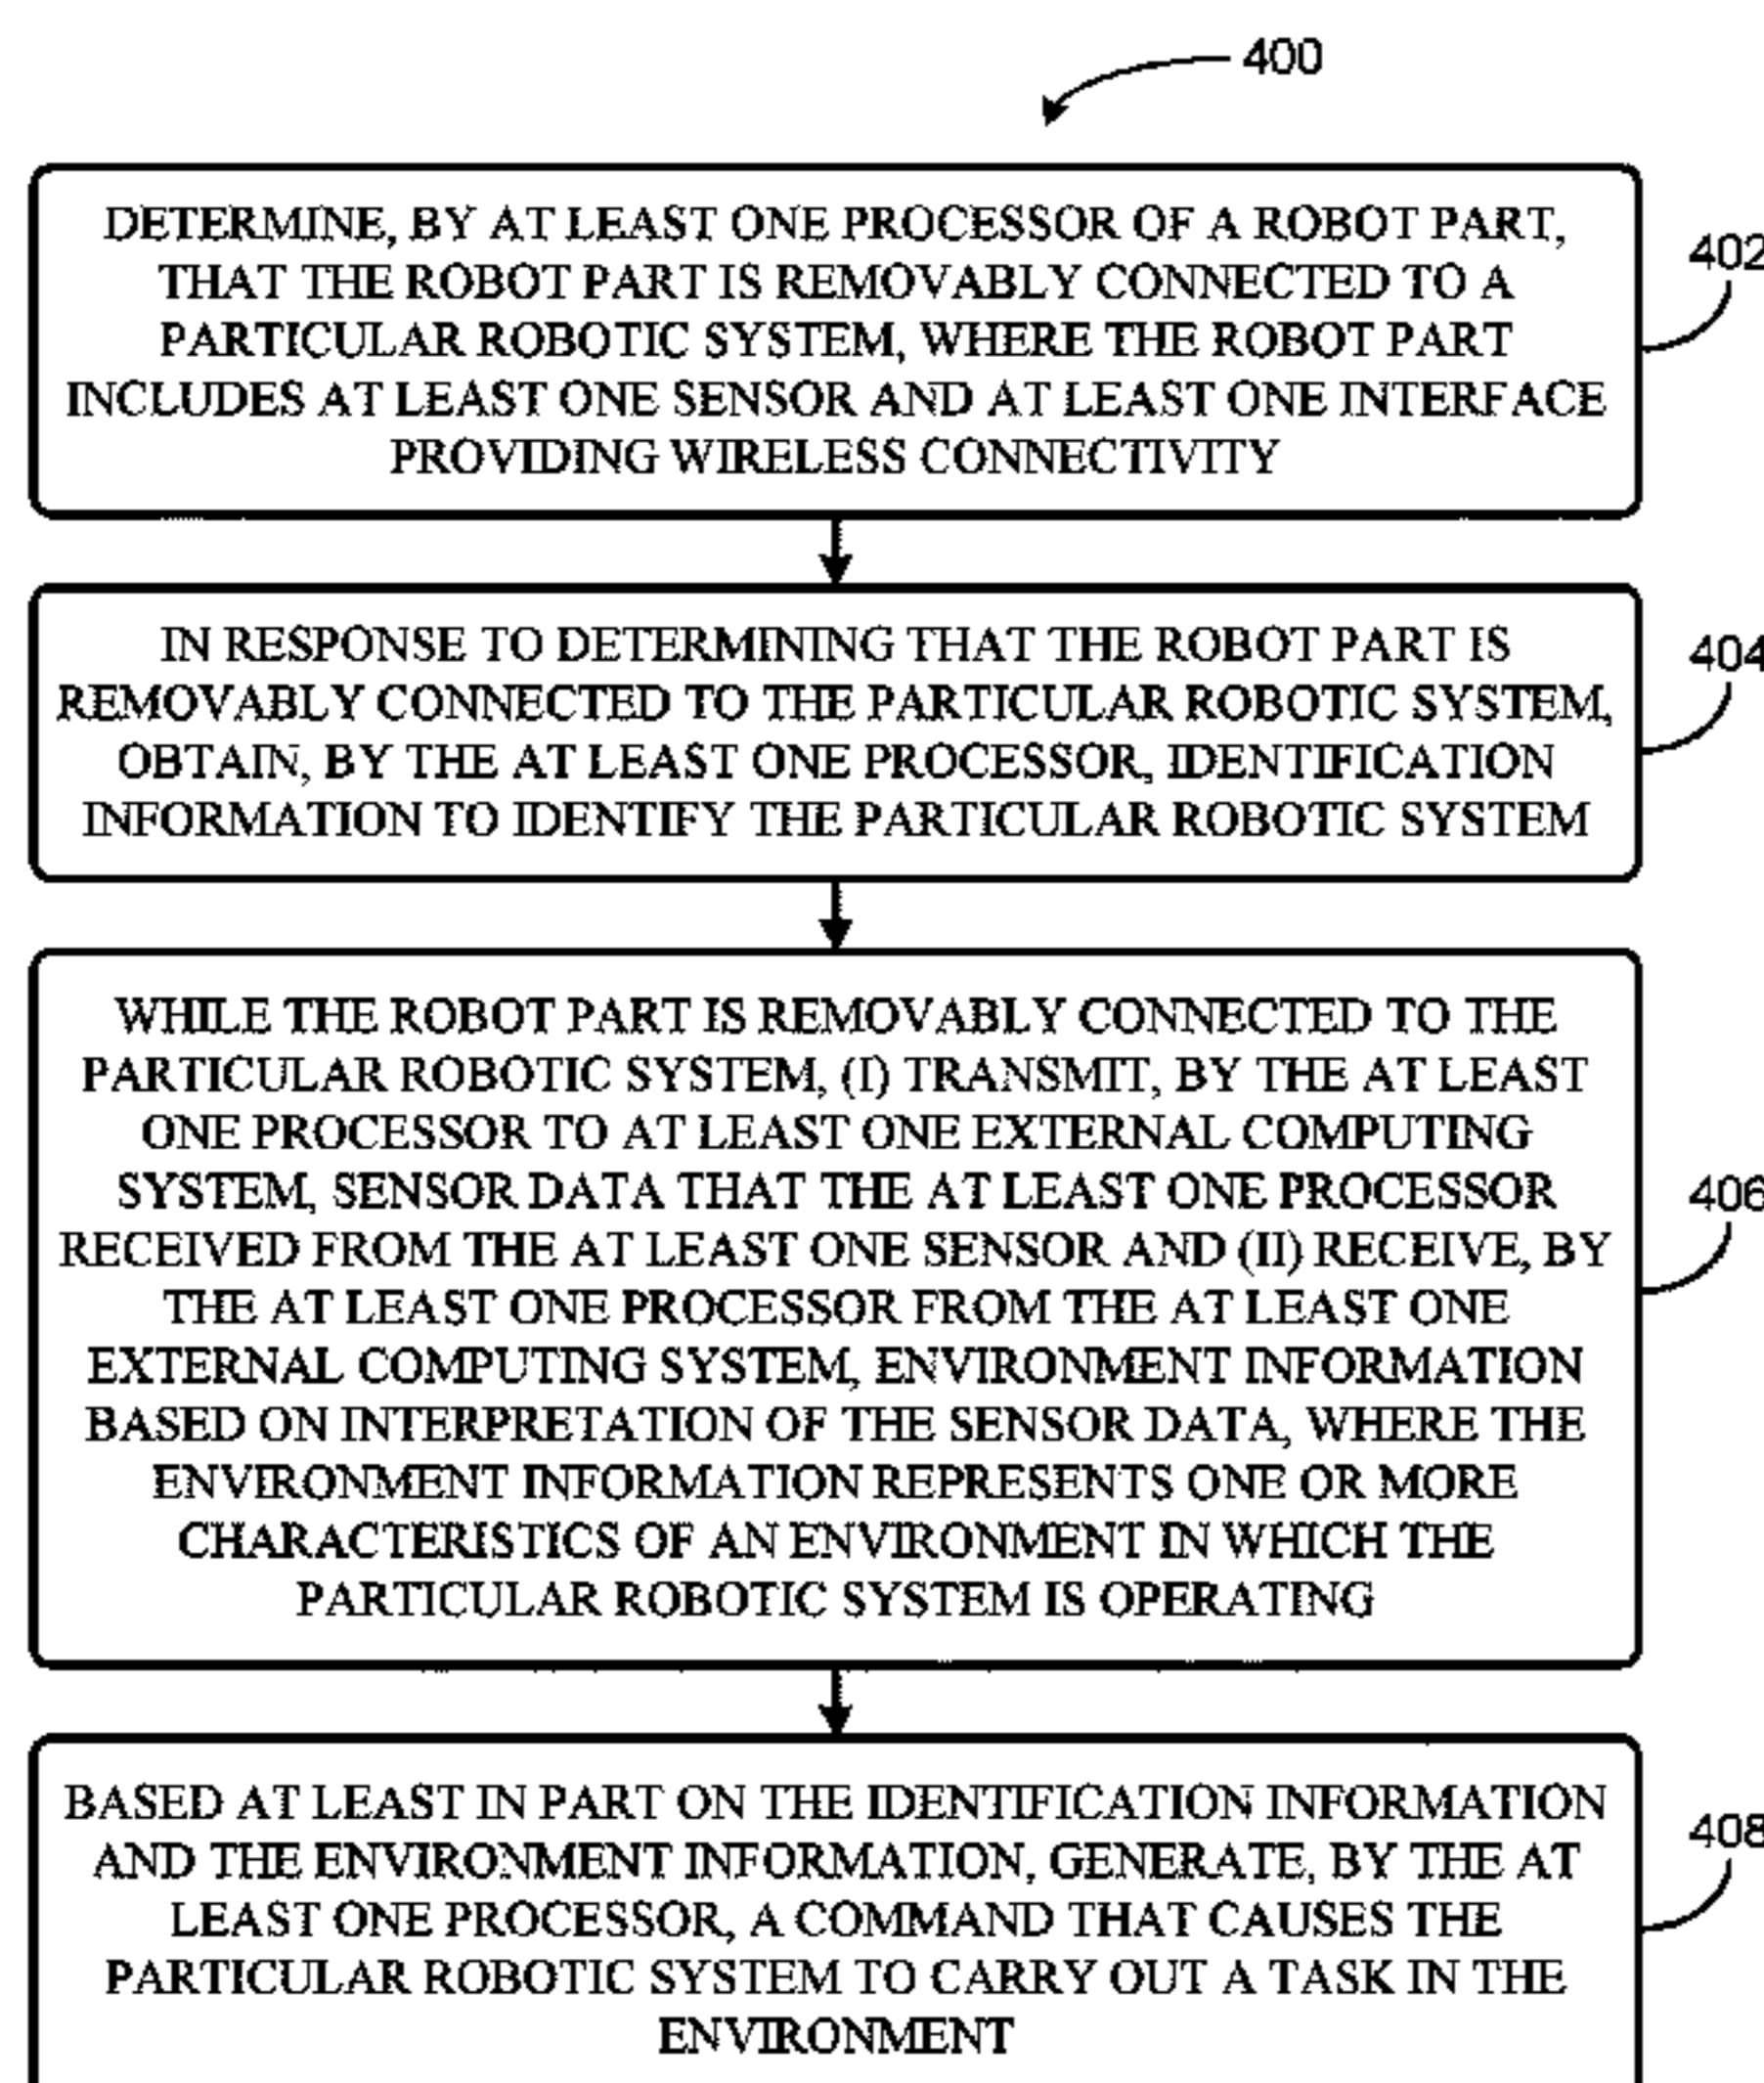 400
DETERMINE, BY AT LEAST ONE PROCESSOR OF A ROBOT PART,
THAT THE ROBOT PART IS REMOVABLY CONNECTED TO A
PARTICULAR ROBOTIC SYSTEM, WHERE THE ROBOT PART
INCLUDES AT LEAST ONE SENSOR AND AT LEAST ONE INTERFACE
PROVIDING WIRELESS CONNECTIVITY
402
IN RESPONSE TO DETERMINING THAT THE ROBOT PART IS
REMOVABLY CONNECTED TO THE PARTICULAR ROBOTIC SYSTEM,
OBTAIN, BY THE AT LEAST ONE PROCESSOR, IDENTIFICATION
INFORMATION TO IDENTIFY THE PARTICULAR ROBOTIC SYSTEM
404
WHILE THE ROBOT PART IS REMOVABLY CONNECTED TO THE
PARTICULAR ROBOTIC SYSTEM, (I) TRANSMIT, BY THE AT LEAST
ONE PROCESSOR TO AT LEAST ONE EXTERNAL COMPUTING
SYSTEM, SENSOR DATA THAT THE AT LEAST ONE PROCESSOR
RECEIVED FROM THE AT LEAST ONE SENSOR AND (II) RECEIVE, BY
THE AT LEAST ONE PROCESSOR FROM THE AT LEAST ONE
EXTERNAL COMPUTING SYSTEM, ENVIRONMENT INFORMATION
BASED ON INTERPRETATION OF THE SENSOR DATA, WHERE THE
ENVIRONMENT INFORMATION REPRESENTS ONE OR MORE
CHARACTERISTICS OF AN ENVIRONMENT IN WHICH THE
PARTICULAR ROBOTIC SYSTEM IS OPERATING
406
BASED AT LEAST IN PART ON THE IDENTIFICATION INFORMATION
AND THE ENVIRONMENT INFORMATION, GENERATE, BY THE AT
LEAST ONE PROCESSOR, A COMMAND THAT CAUSES THE
PARTICULAR ROBOTIC SYSTEM TO CARRY OUT A TASK IN THE
ENVIRONMENT
408